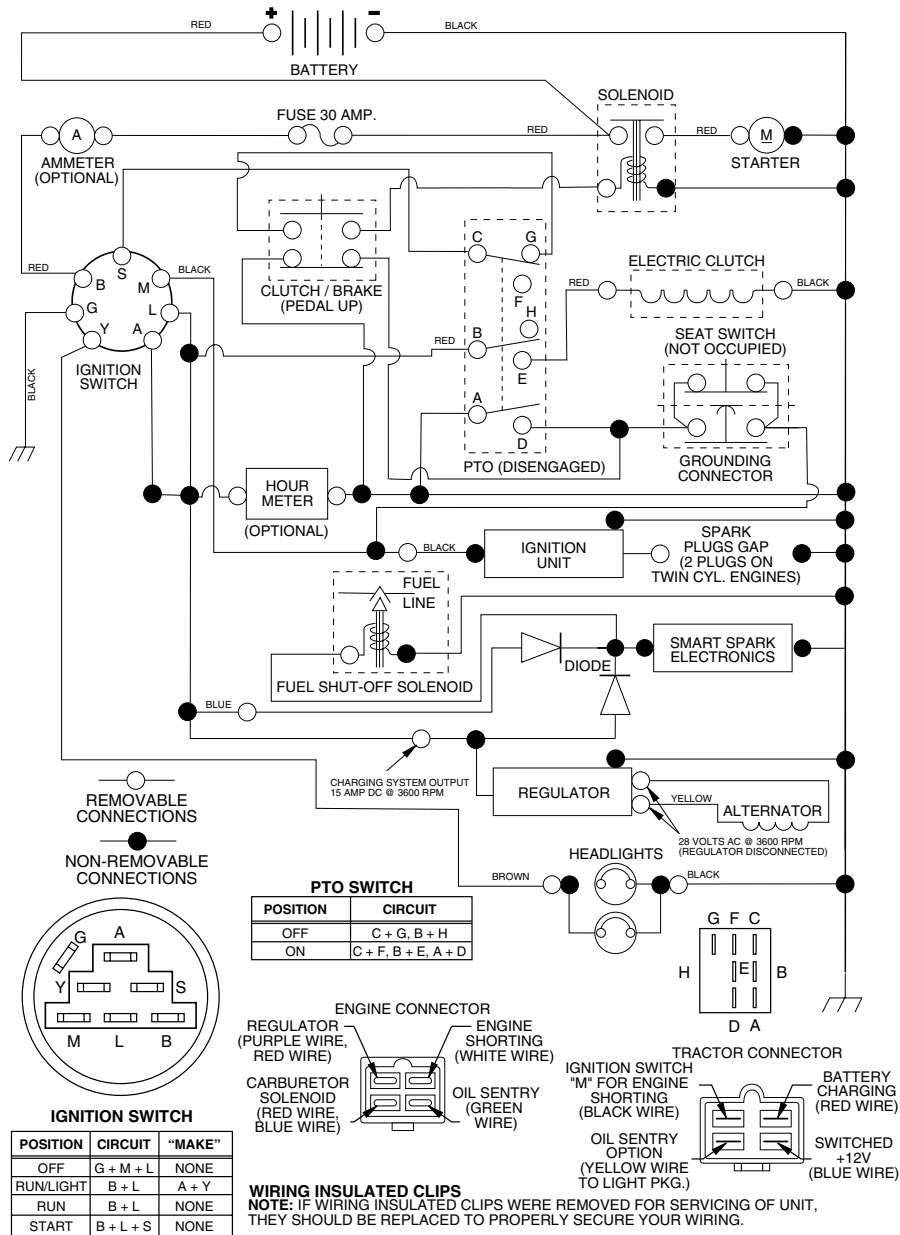 RED
+
-
BLACK
BATTERY
SOLENOID
FUSE 30 AMP.
A
RED
RED
M
AMMETER
(OPTIONAL)
STARTER
C
G
S
RED
B
M
BLACK
CLUTCH / BRAKE
(PEDAL UP)
F
ELECTRIC CLUTCH
RED
BLACK
G
L
H
Y
A
B
RED
E
SEAT SWITCH
(NOT OCCUPIED)
IGNITION
SWITCH
BLACK
A
D
PTO (DISENGAGED)
GROUNDING
CONNECTOR
HOUR
METER
(OPTIONAL)
BLACK
IGNITION
UNIT
SPARK
PLUGS GAP
(2 PLUGS ON
TWIN CYL. ENGINES)
FUEL
LINE
DIODE
SMART SPARK
ELECTRONICS
FUEL SHUT-OFF SOLENOID
BLUE
CHARGING SYSTEM OUTPUT
15 AMP DC @ 3600 RPM
REGULATOR
YELLOW
ALTERNATOR
28 VOLTS AC @ 3600 RPM
(REGULATOR DISCONNECTED)
REMOVABLE
CONNECTIONS
NON-REMOVABLE
CONNECTIONS
HEADLIGHTS
BROWN
BLACK
PTO SWITCH
POSITION CIRCUIT
OFF C + G, B + H
ON C + F, B + E, A + D
G F C
H E B
D A
G A
Y S
M L B
ENGINE CONNECTOR
REGULATOR
(PURPLE WIRE,
RED WIRE)
ENGINE
SHORTING
(WHITE WIRE)
CARBURETOR
SOLENOID
(RED WIRE,
BLUE WIRE)
OIL SENTRY
(GREEN
WIRE)
TRACTOR CONNECTOR
IGNITION SWITCH
"M" FOR ENGINE
SHORTING
(BLACK WIRE)
BATTERY
CHARGING
(RED WIRE)
OIL SENTRY
OPTION
(YELLOW WIRE
TO LIGHT PKG.)
SWITCHED
+12V
(BLUE WIRE)
IGNITION SWITCH
POSITION CIRCUIT “MAKE”
OFF G + M + L NONE
RUN/LIGHT B + L A + Y
RUN B + L NONE
START B + L + S NONE
WIRING INSULATED CLIPS
NOTE: IF WIRING INSULATED CLIPS WERE REMOVED FOR SERVICING OF UNIT,
THEY SHOULD BE REPLACED TO PROPERLY SECURE YOUR WIRING.